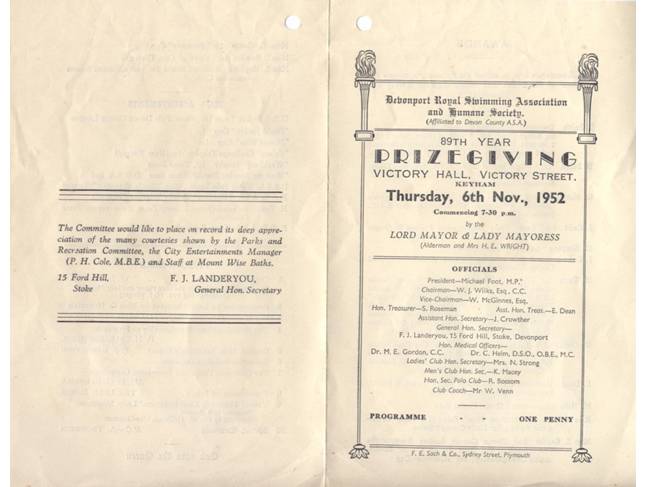 The Committee would like to place on record its deep appre-
ciation of the many courtesies shown by the Parks and
Recreation Committee, the City Entertainments Manager
(P. H. Cole, M.B.E.) and Staff at Mount Wise Baths.
15 Ford Hill,
Stoke
F. J. LANDERYOU,
General Hon. Secretary
Devonport Royal Swimming Association
and Humane Society.
(Affiliated to Devon County A.S.A.)
89TH YEAR
PRIZEGIVING
VICTORY HALL, VICTORY STREET,
KEYHAM
Thursday, 6th Nov., 1952
Commencing 7-30 p.m.
by the
LORD MAYOR & LADY MAYORESS
(Alderman and Mrs H. E. WRIGHT)
OFFICIALS
President—Michael Foot, M.P.
Chairman—W. J. Wilks, Esq., C.C.
Vice-Chairman—W. McGinnes, Esq.
Hon. Treasurer—S. Roseman Asst. Hon. Treas.—E. Dean
Assistant Hon. Secretary—J. Crowther
General Hon. Secretary—
F. J. Landeryou, 15 Ford Hill, Stoke, Devonport
Hon. Medical Officers—
Dr. M. E. Gordon, C.C. Dr. C. Helm, D.S.O., O.B.E., M.C.
Ladies' Club Hon. Secretary—Mrs. N. Strong
Men's Club Hon. Sec.—K. Macey
Hon. Sec. Polo Club—R. Bossom
Club Coach—Mr W. Venn
PROGRAMME - - ONE PENNY
F. E. Sach & Co., Sydney Street, Plymouth